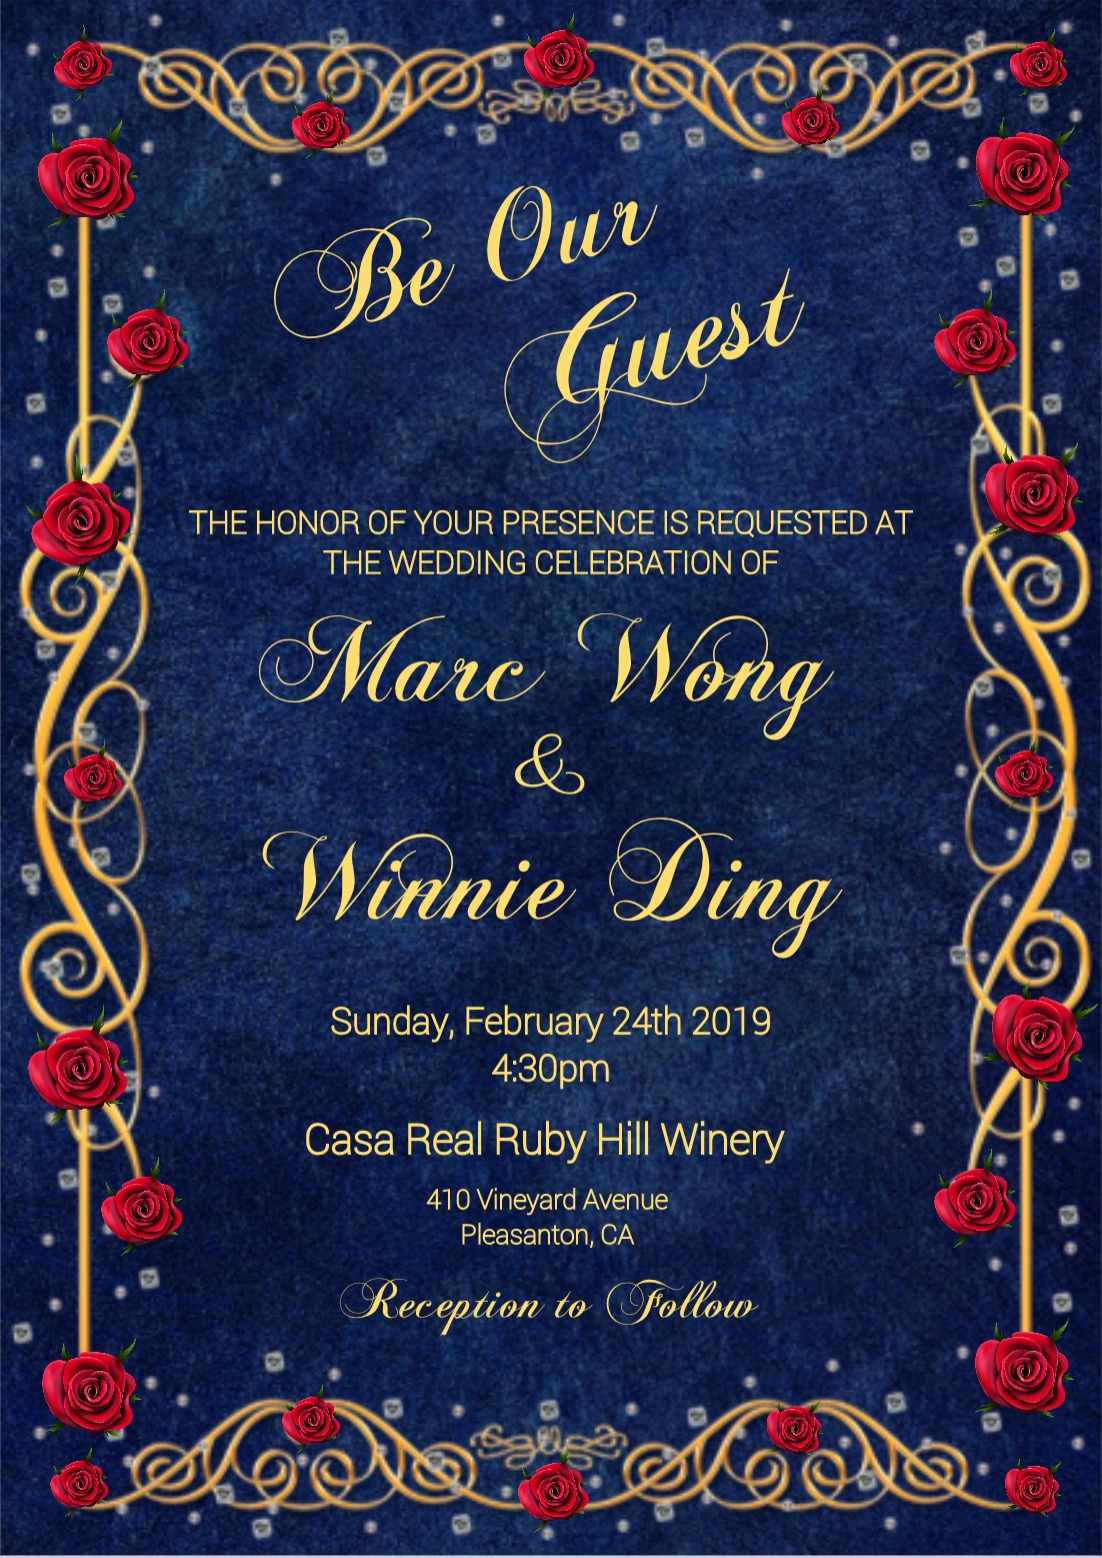 Be Our
Guest
THE HONOR OF YOUR PRESENCE IS REQUESTED AT
THE WEDDING CELEBRATION OF
Marc Wong
&
Winnie Ding
Sunday, February 24th 2019
4:30pm
Casa Real Ruby Hill Winery
410 Vineyard Avenue
Pleasanton, CA
Reception to Follow